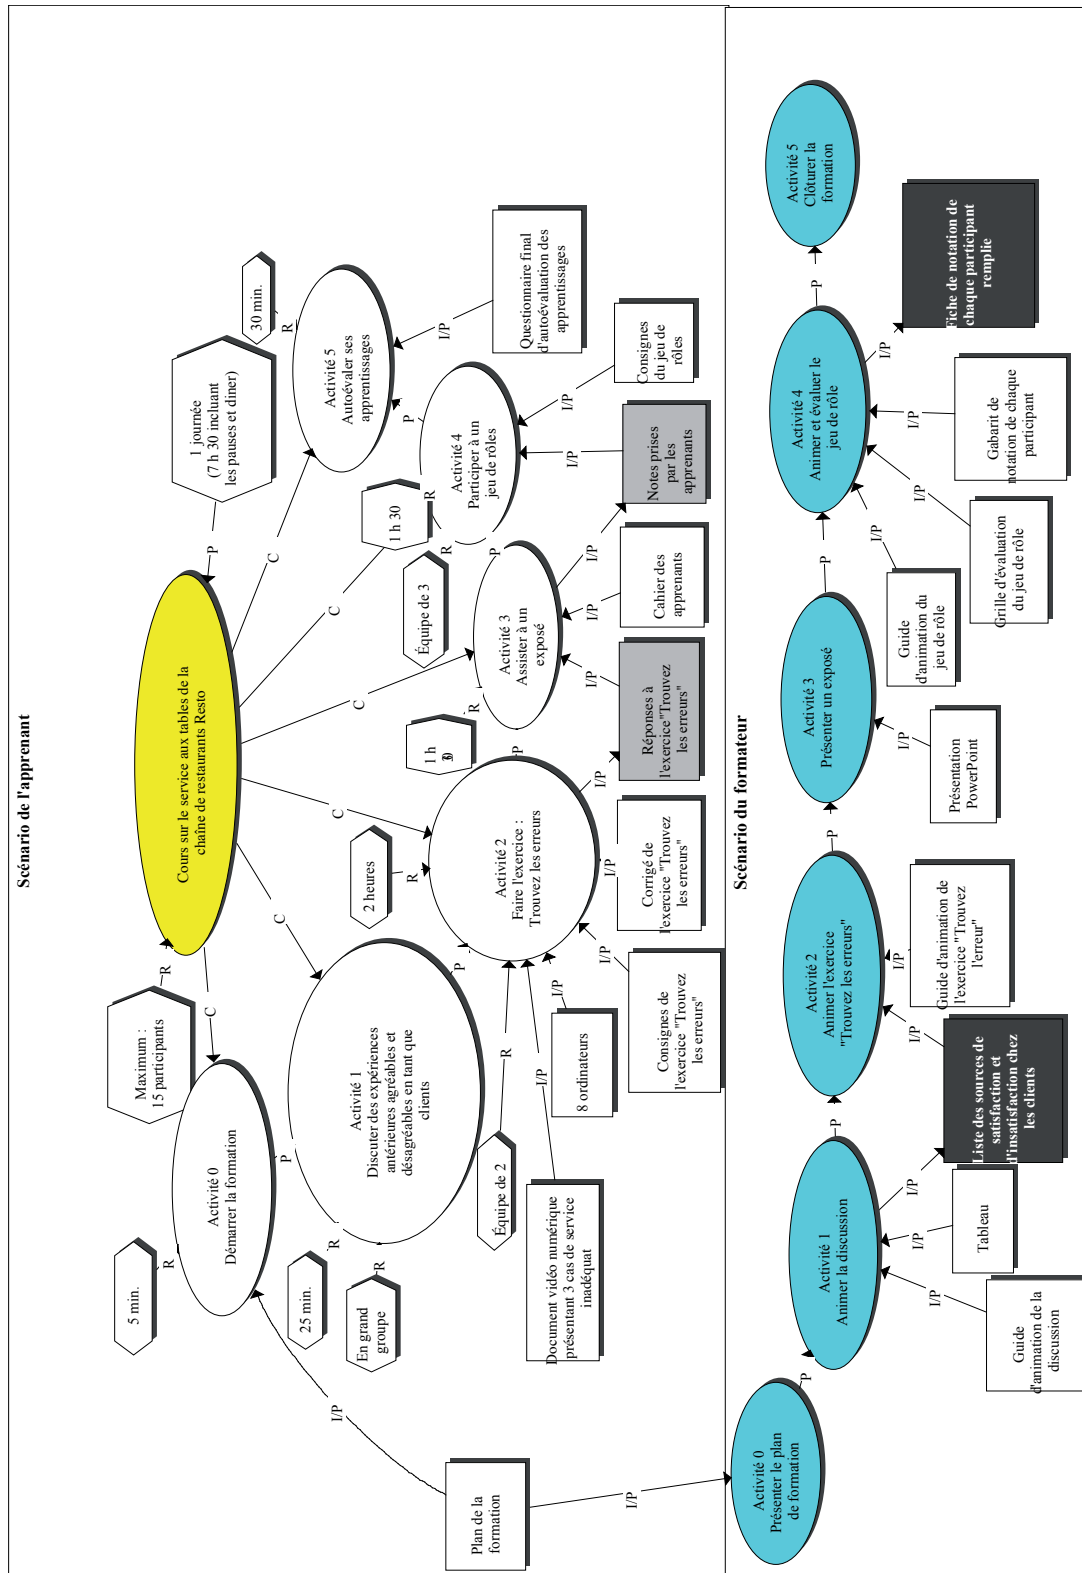 Scénario de l'apprenant
Cours sur le service aux tables de la
chaîne de restaurants Resto
1 journée
(7 h 30 incluant
les pauses et dîner)
P
Maximum :
15 participants
R
C
C
C
C
C
C
5 min.
R
Activité 0
Démarrer la formation
P
25 min.
R
En grand
groupe
R
Activité 1
Discuter des expériences
antérieures agréables et
désagréables en tant que
clients
P
2 heures
R
Équipe de 2
R
Activité 2
Faire l'exercice :
Trouvez les erreurs
P
Document vidéo numérique
présentant 3 cas de service
inadéquat
I/P
8 ordinateurs
I/P
Consignes de
l'exercice "Trouvez
les erreurs"
I/P
Corrigé de
l'exercice "Trouvez
les erreurs"
I/P
Réponses à
l'exercice"Trouvez
les erreurs"
I/P
I/P
1 h
R
Activité 3
Assister à un
exposé
P
Cahier des
apprenants
I/P
Notes prises
par les
apprenants
I/P
I/P
Équipe de 3
R
1 h 30
R
Activité 4
Participer à un
jeu de rôles
P
Consignes
du jeu de
rôles
I/P
30 min.
R
Activité 5
Autoévaluer ses
apprentissages
Questionnaire final
d'autoévaluation des
apprentissages
I/P
Plan de la
formation
I/P
I/P
Scénario du formateur
Activité 0
Présenter le plan
de formation
P
Activité 1
Animer la discussion
P
Guide
d'animation de la
discussion
I/P
Tableau
I/P
Liste des sources de
satisfaction et
d'insatisfaction chez
les clients
I/P
I/P
Activité 2
Animer l'exercice
"Trouvez les erreurs"
P
Guide d'animation de
l'exercice "Trouvez
l'erreur"
I/P
Activité 3
Présenter un exposé
P
Présentation
PowerPoint
I/P
Activité 4
Animer et évaluer le
jeu de rôle
P
Guide
d'animation du
jeu de rôle
I/P
Grille d'évaluation
du jeu de rôle
I/P
Gabarit de
notation de chaque
participant
I/P
Fiche de notation de
chaque participant
remplie
I/P
Activité 5
Clôturer la
formation